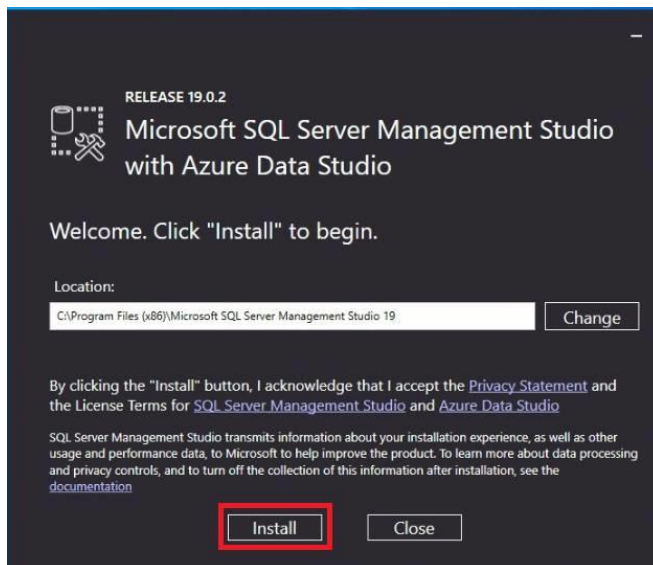 RELEASE 19.0.2
Microsoft SQL Server Management Studio
with Azure Data Studio
Welcome. Click "Install" to begin.
Location:
C:\Program Files (x86)\Microsoft SQL Server Management Studio 19
Change
By clicking the "Install" button, I acknowledge that I accept the Privacy Statement and
the License Terms for SQL Server Management Studio and Azure Data Studio
SQL Server Management Studio transmits information about your installation experience, as well as other
usage and performance data, to Microsoft to help improve the product. To learn more about data processing
and privacy controls, and to turn off the collection of this information after installation, see the
documentation
Install
Close